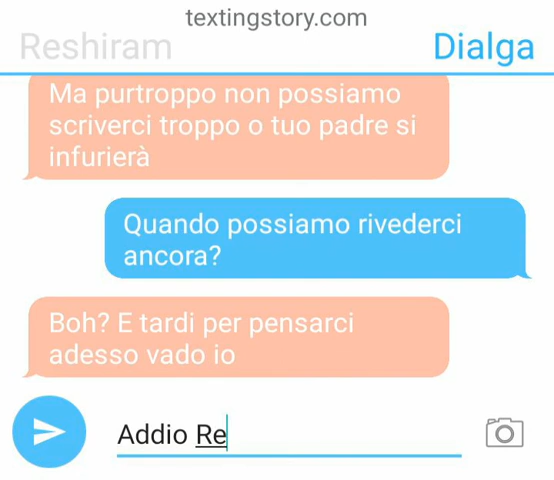 textingstory.com
Reshiram
Dialga
Ma purtroppo non possiamo
scriverci troppo o tuo padre si
infurierà
Quando possiamo rivederci
ancora?
Boh? E tardi per pensarci
adesso vado io
Addio Re